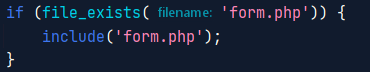 if (file_exists( filename: 'form.php')) {
    include('form.php');
}